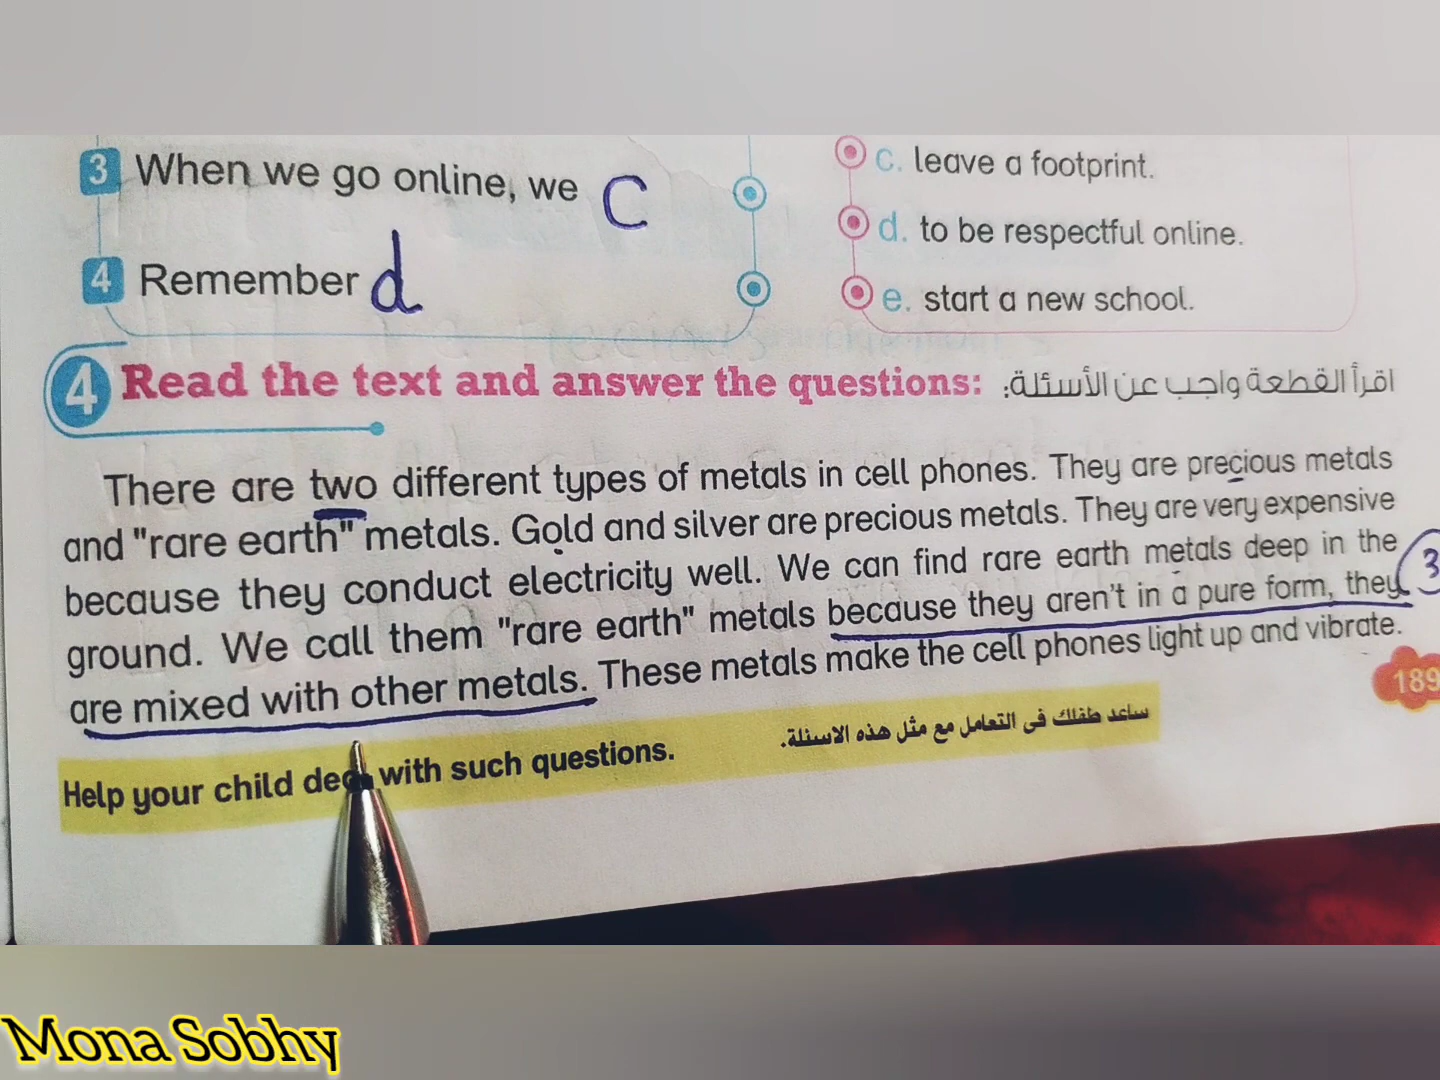 3 When we go online, we C
c. leave a footprint.
d. to be respectful online.
4 Remember d
e. start a new school.
4 Read the text and answer the questions: اقرأ القطعة واجب عن الأسئلة:
There are two different types of metals in cell phones. They are precious metals
and "rare earth" metals. Gold and silver are precious metals. They are very expensive
because they conduct electricity well. We can find rare earth metals deep in the
ground. We call them "rare earth" metals because they aren't in a pure form, they 3
are mixed with other metals. These metals make the cell phones light up and vibrate.
189
Help your child with such questions. ساعد طفلك فى التعامل مع مثل هذه الاسئلة.
Mona Sobhy